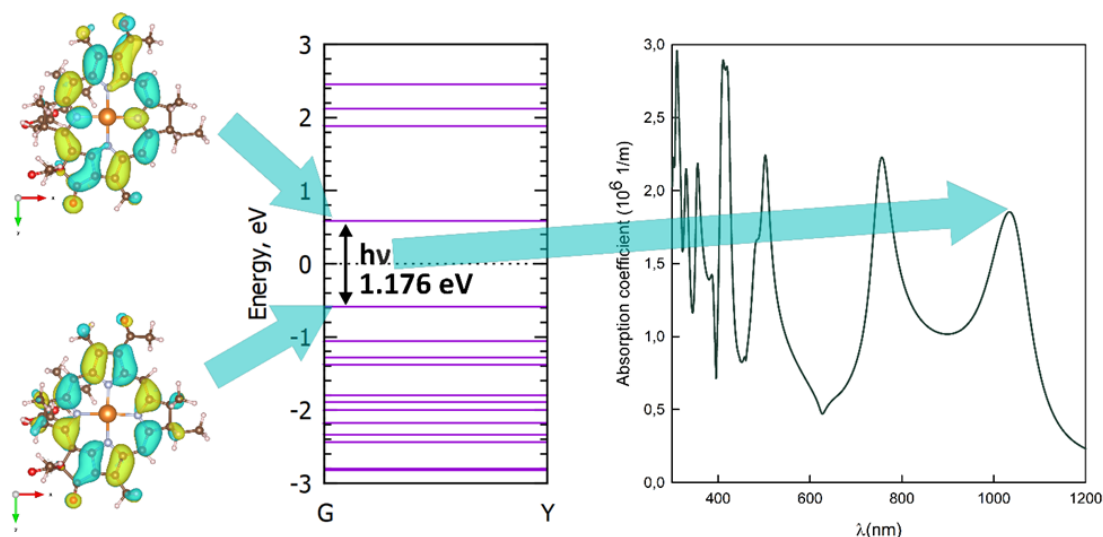 x
y
x
y
Energy, eV
3
2
1
0
-1
-2
-3
G
Y
hν
1.176 eV
Absorption coefficient (10⁶ 1/m)
3,0
2,5
2,0
1,5
1,0
0,5
0,0
400
600
800
1000
1200
λ(nm)